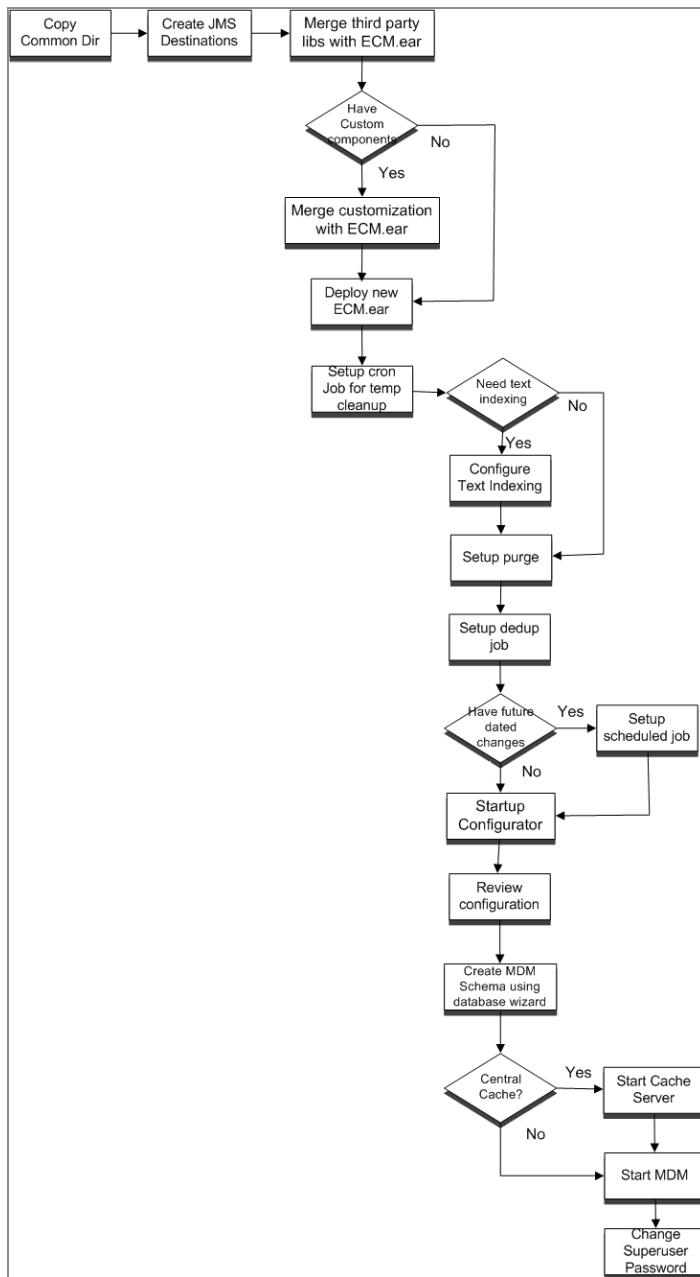 Copy
Common Dir
Create JMS
Destinations
Merge third party
libs with ECM.ear
Have
Custom
components
No
Yes
Merge customization
with ECM.ear
Deploy new
ECM.ear
Setup cron
Job for temp
cleanup
Need text
indexing
No
Yes
Configure
Text Indexing
Setup purge
Setup dedup
job
Have future
dated
changes
Yes
Setup
scheduled job
No
Startup
Configurator
Review
configuration
Create MDM
Schema using
database wizard
Central
Cache?
Yes
Start Cache
Server
No
Start MDM
Change
Superuser
Password